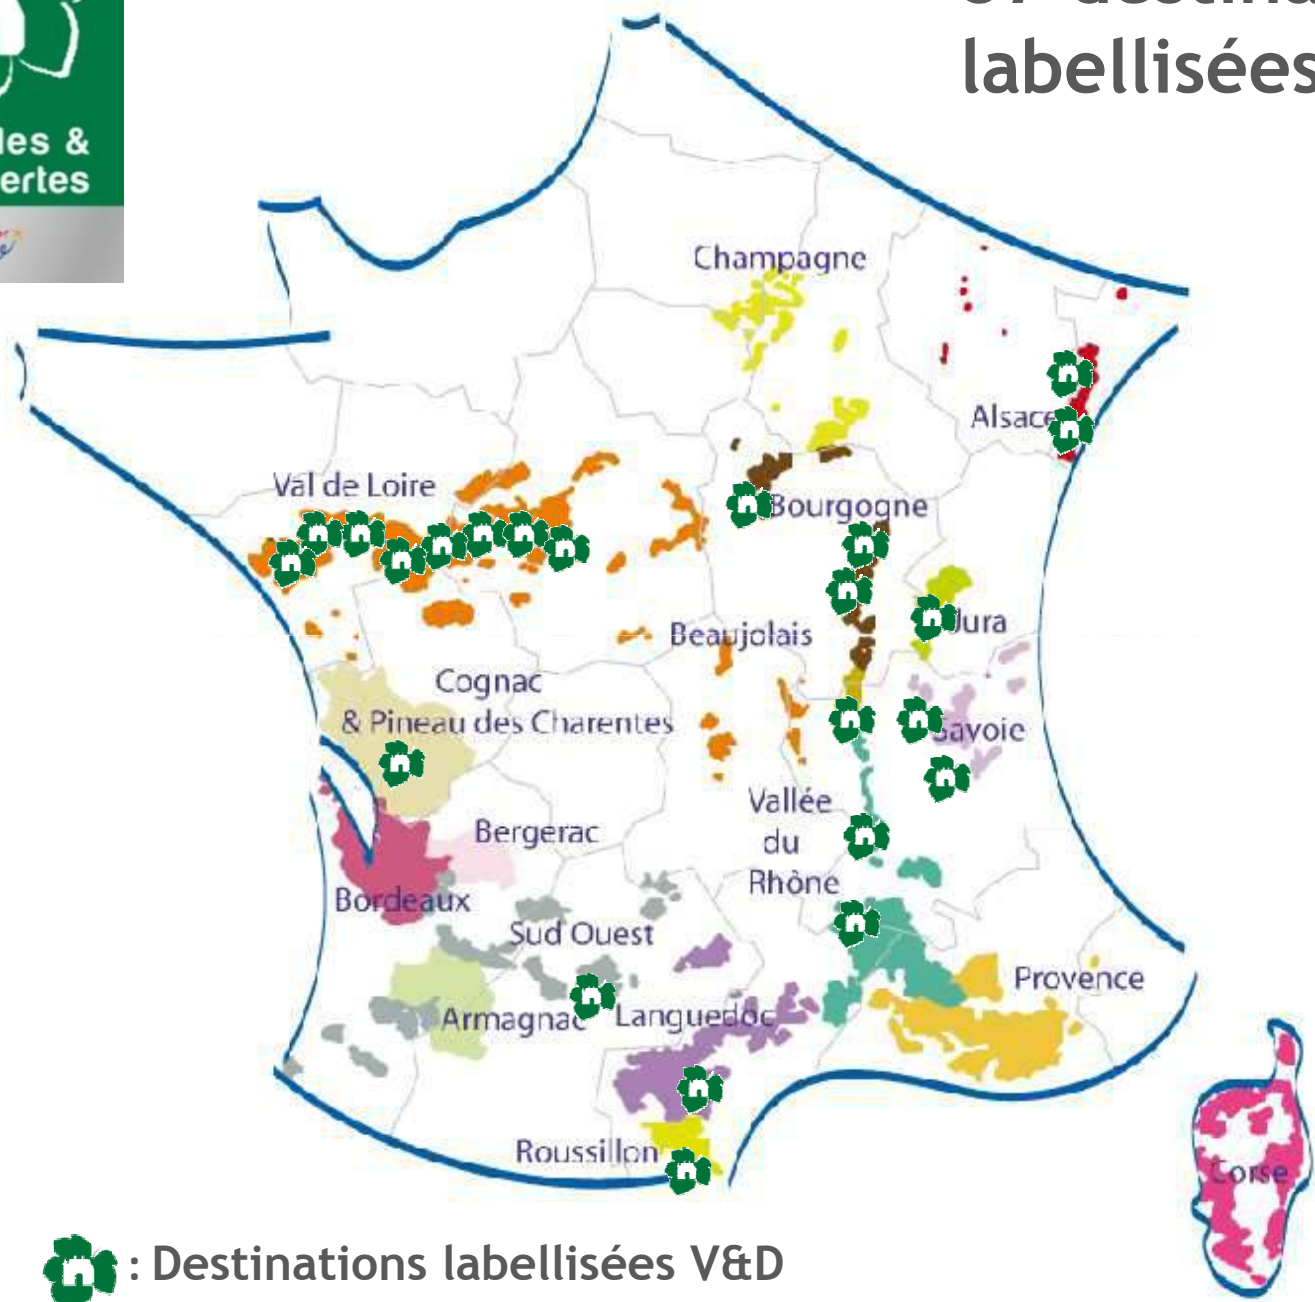 labellisées
les &
ertes
Champagne
Alsace
Val de Loire
Bourgogne
Jura
Beaujolais
Cognac
& Pineau des Charentes
Savoie
Vallée
du
Rhône
Bergerac
Bordeaux
Sud Ouest
Provence
Armagnac
Languedoc
Roussillon
Corse
: Destinations labellisées V&D